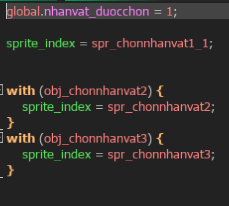 global.nhanvat_duocchon = 1;
sprite_index = spr_chonnhanvat1_1;
with (obj_chonnhanvat2) {
sprite_index = spr_chonnhanvat2;
}
with (obj_chonnhanvat3) {
sprite_index = spr_chonnhanvat3;
}